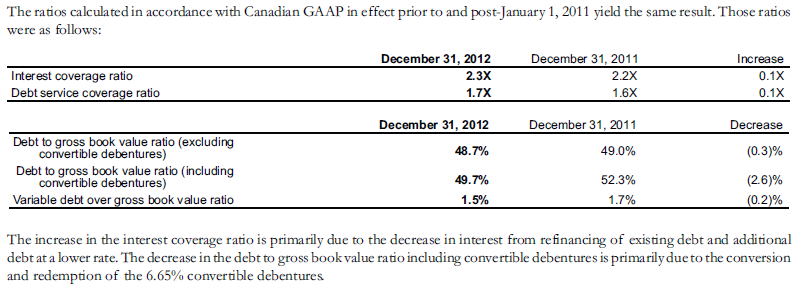 The ratios calculated in accordance with Canadian GAAP in effect prior to and post-January 1, 2011 yield the same result. Those ratios
were as follows:
December 31, 2012 December 31, 2011 Increase
Interest coverage ratio 2.3X 2.2X 0.1X
Debt service coverage ratio 1.7X 1.6X 0.1X
December 31, 2012 December 31, 2011 Decrease
Debt to gross book value ratio (excluding
convertible debentures) 48.7% 49.0% (0.3)%
Debt to gross book value ratio (including
convertible debentures) 49.7% 52.3% (2.6)%
Variable debt over gross book value ratio 1.5% 1.7% (0.2)%
The increase in the interest coverage ratio is primarily due to the decrease in interest from refinancing of existing debt and additional
debt at a lower rate. The decrease in the debt to gross book value ratio including convertible debentures is primarily due to the conversion
and redemption of the 6.65% convertible debentures.